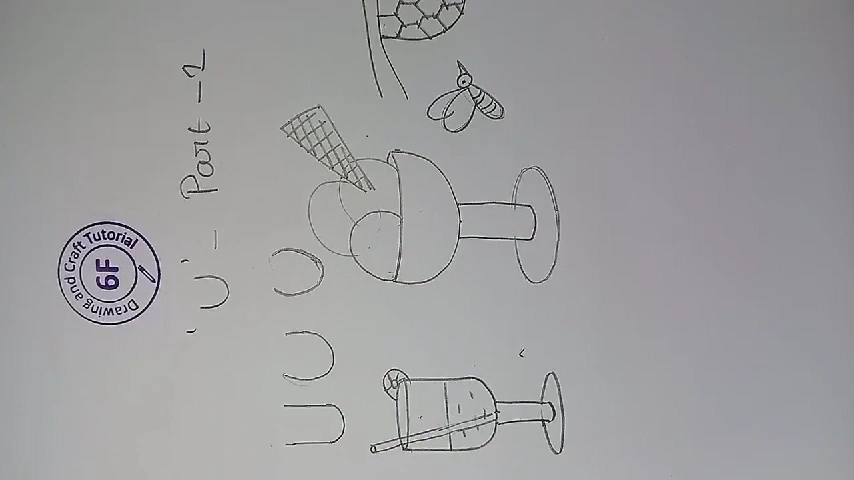 'U' - Part - 2
Drawing and Craft Tutorial
6F
U U U